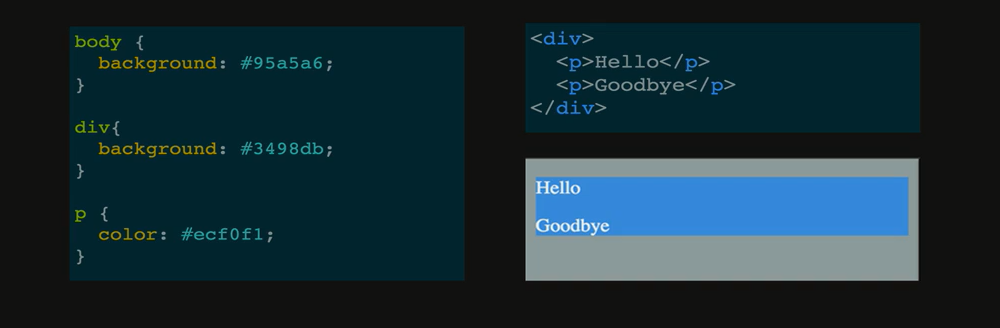 body {
  background: #95a5a6;
}

div{
  background: #3498db;
}

p {
  color: #ecf0f1;
}

<div>
  <p>Hello</p>
  <p>Goodbye</p>
</div>

Hello
Goodbye